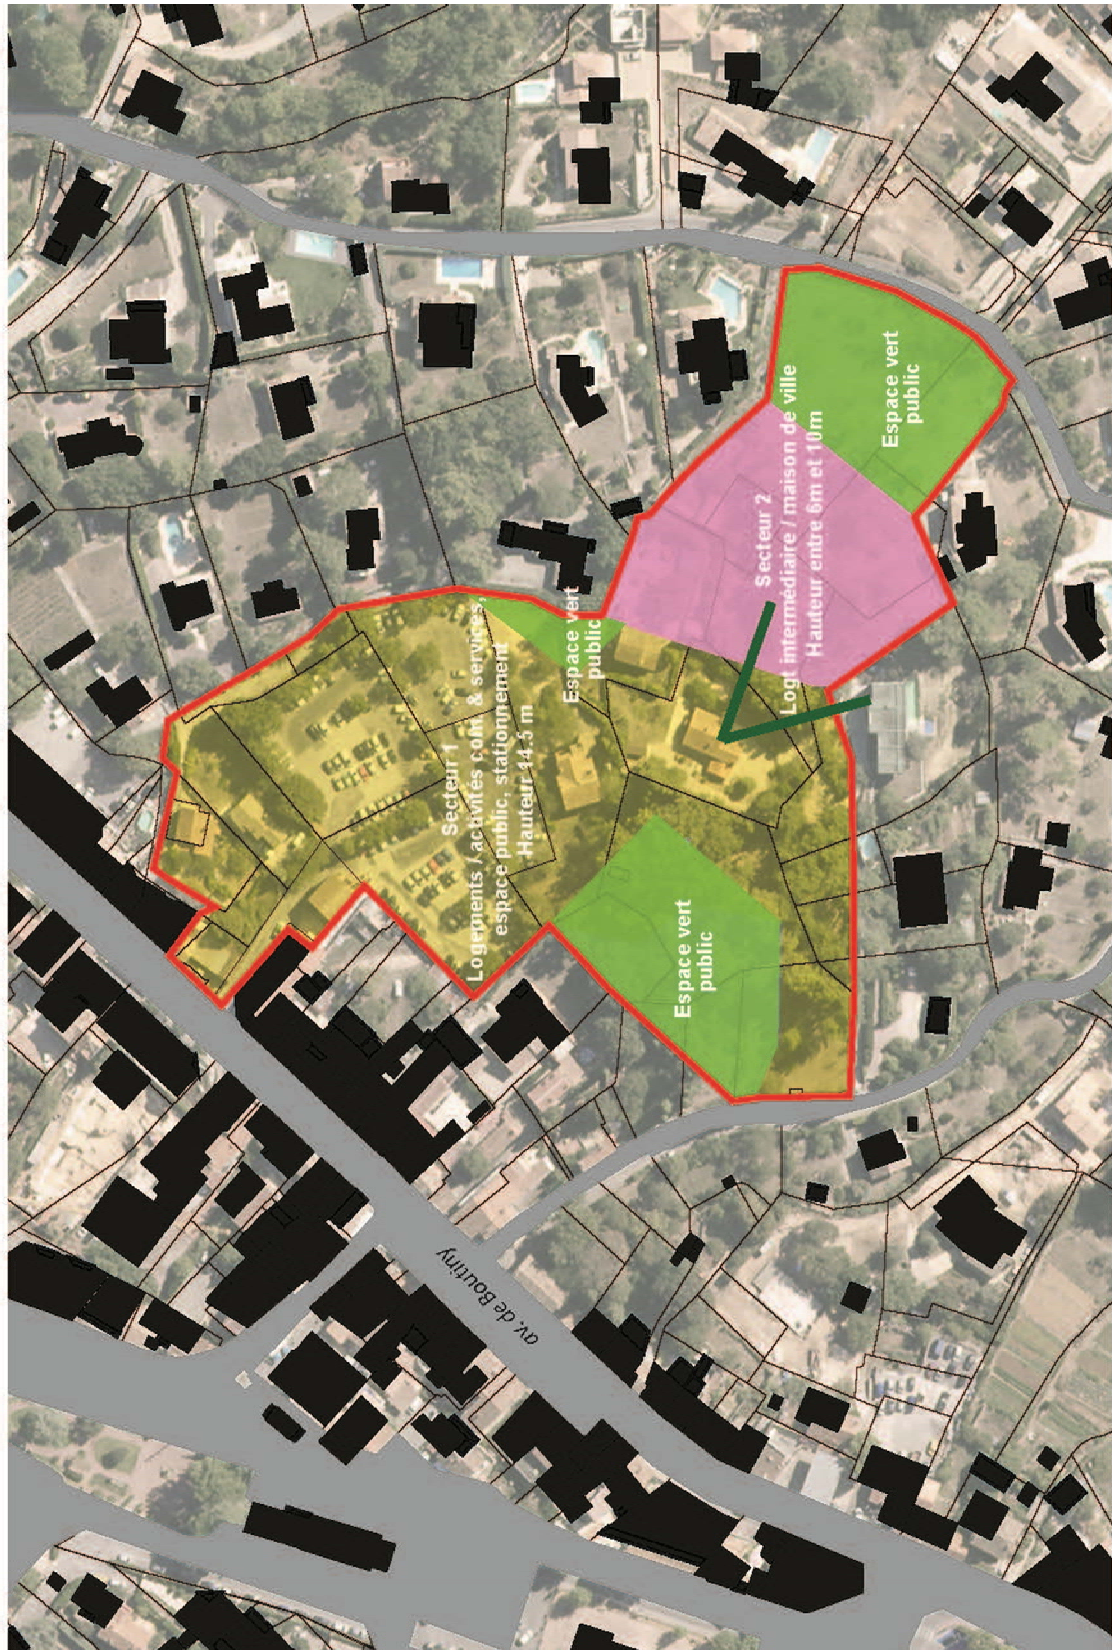 Secteur 1
Logements / activités com. & services,
espace public, stationnement
Hauteur 14.5 m
Espace vert
public
Espace vert
public
Secteur 2
Logt intermédiaire / maison de ville
Hauteur entre 6m et 10m
Espace vert
public
av. de Boutiny